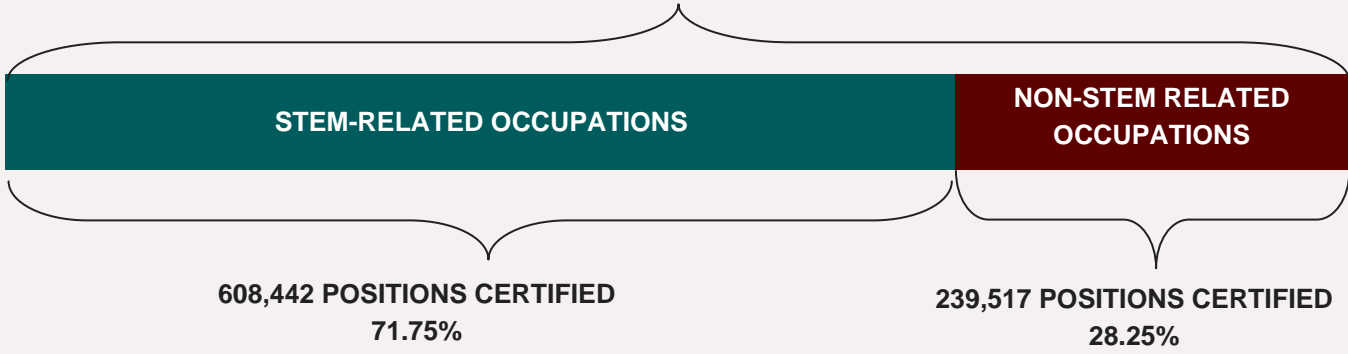 STEM-RELATED OCCUPATIONS
NON-STEM RELATED
OCCUPATIONS
608,442 POSITIONS CERTIFIED
71.75%
239,517 POSITIONS CERTIFIED
28.25%